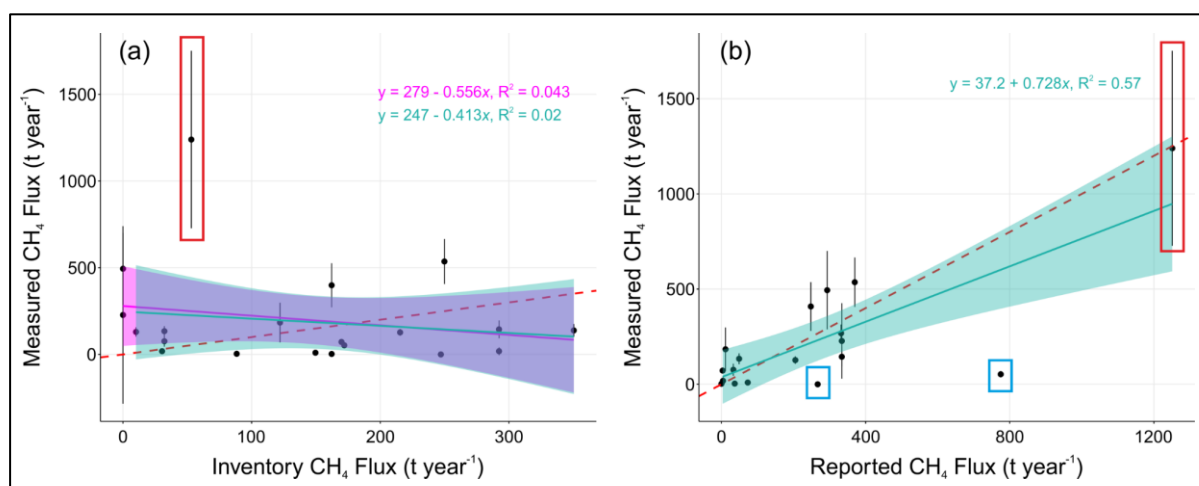 (a)
y = 279 - 0.556x, R² = 0.043
y = 247 - 0.413x, R² = 0.02
1500
1000
500
0
0
100
200
300
Measured CH₄ Flux (t year⁻¹)
Inventory CH₄ Flux (t year⁻¹)
(b)
y = 37.2 + 0.728x, R² = 0.57
1500
1000
500
0
0
400
800
1200
Measured CH₄ Flux (t year⁻¹)
Reported CH₄ Flux (t year⁻¹)